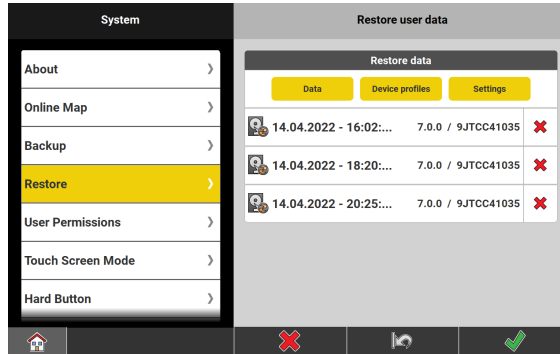 System
Restore user data
About
Online Map
Backup
Restore
User Permissions
Touch Screen Mode
Hard Button
Restore data
Data Device profiles Settings
14.04.2022 - 16:02:... 7.0.0 / 9JTCC41035
14.04.2022 - 18:20:... 7.0.0 / 9JTCC41035
14.04.2022 - 20:25:... 7.0.0 / 9JTCC41035